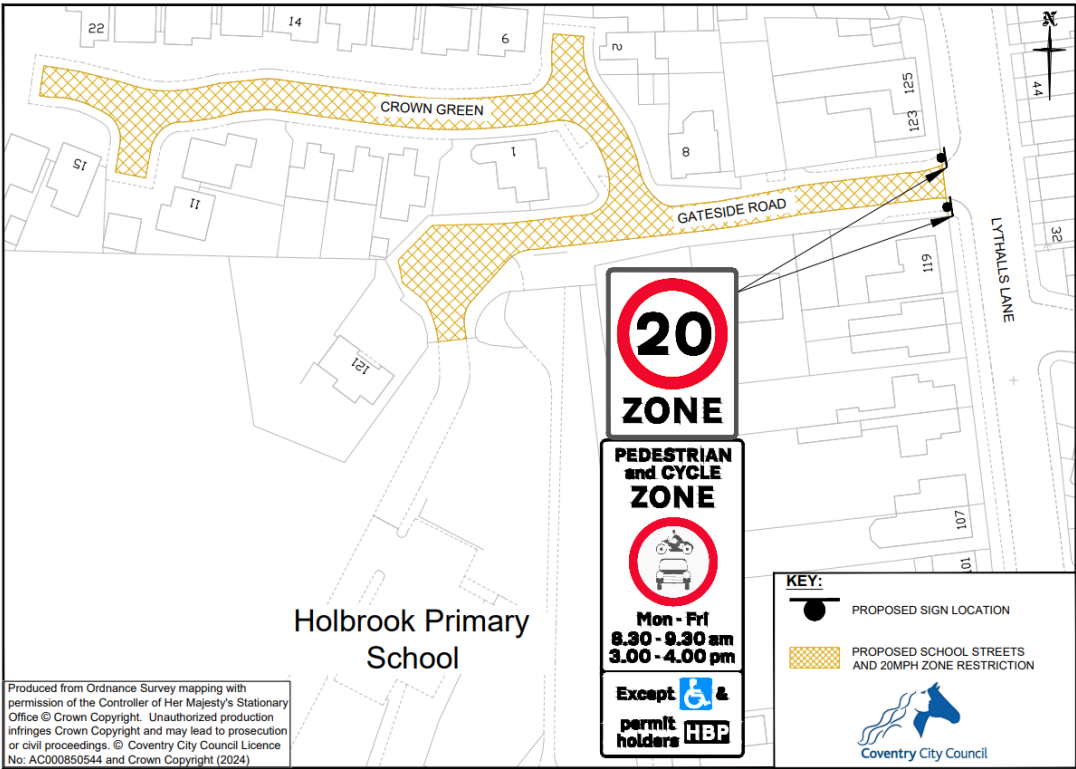 22
14
6
2
N
44
125
123
CROWN GREEN
8
1
15
11
GATESIDE ROAD
LYTHALLS LANE
32
119
121
20
ZONE
PEDESTRIAN
and CYCLE
ZONE
Mon - Fri
8.30 - 9.30 am
3.00 - 4.00 pm
Except &
permit
holders HBP
107
101
Holbrook Primary
School
KEY:
PROPOSED SIGN LOCATION
PROPOSED SCHOOL STREETS
AND 20MPH ZONE RESTRICTION
Coventry City Council
Produced from Ordnance Survey mapping with
permission of the Controller of Her Majesty's Stationary
Office © Crown Copyright. Unauthorized production
infringes Crown Copyright and may lead to prosecution
or civil proceedings. © Coventry City Council Licence
No: AC000850544 and Crown Copyright (2024)